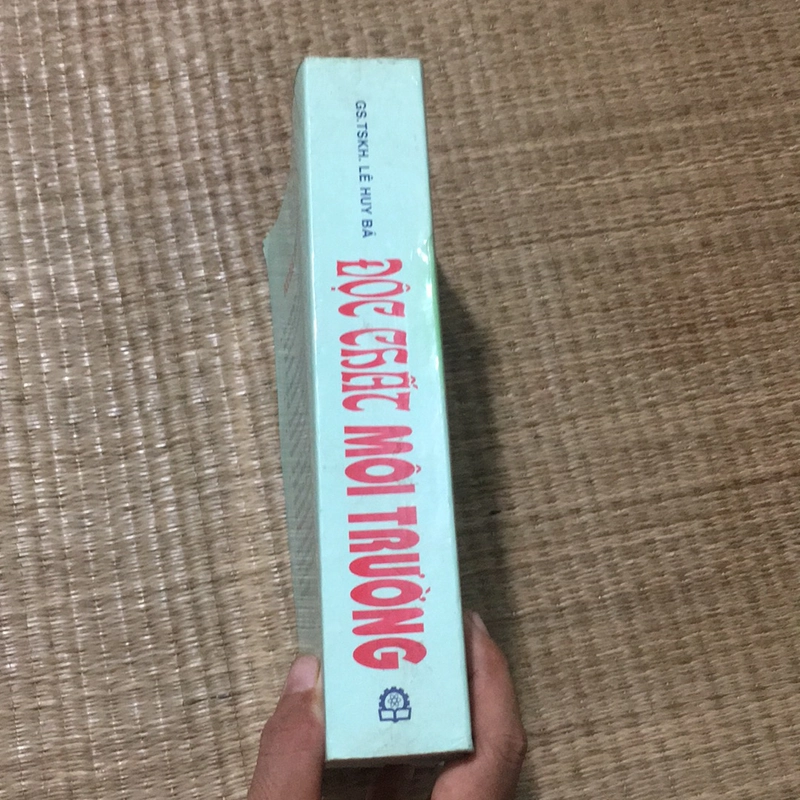 GS.TSKH. LÊ HUY BÁ
ĐỘC CHẤT MÔI TRƯỜNG